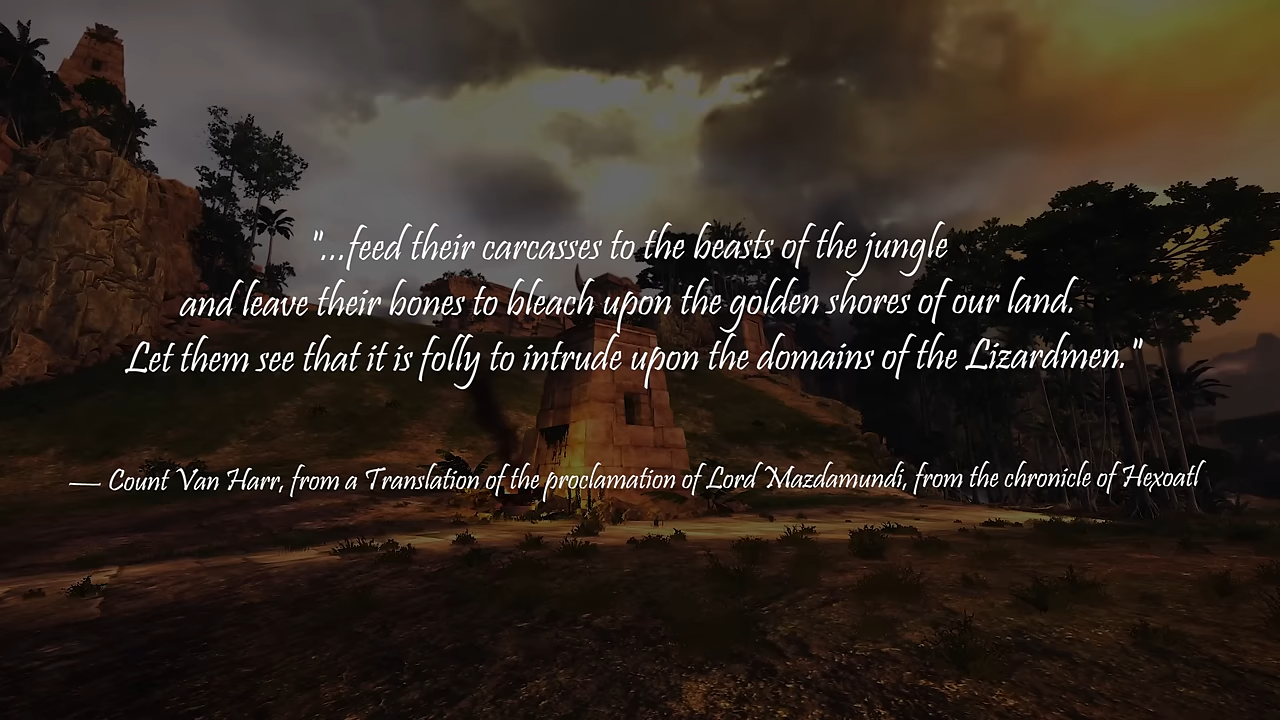 "...feed their carcasses to the beasts of the jungle
and leave their bones to bleach upon the golden shores of our land.
Let them see that it is folly to intrude upon the domains of the Lizardmen."
— Count Van Harr, from a Translation of the proclamation of Lord Mazdamundi, from the chronicle of Hexoatl